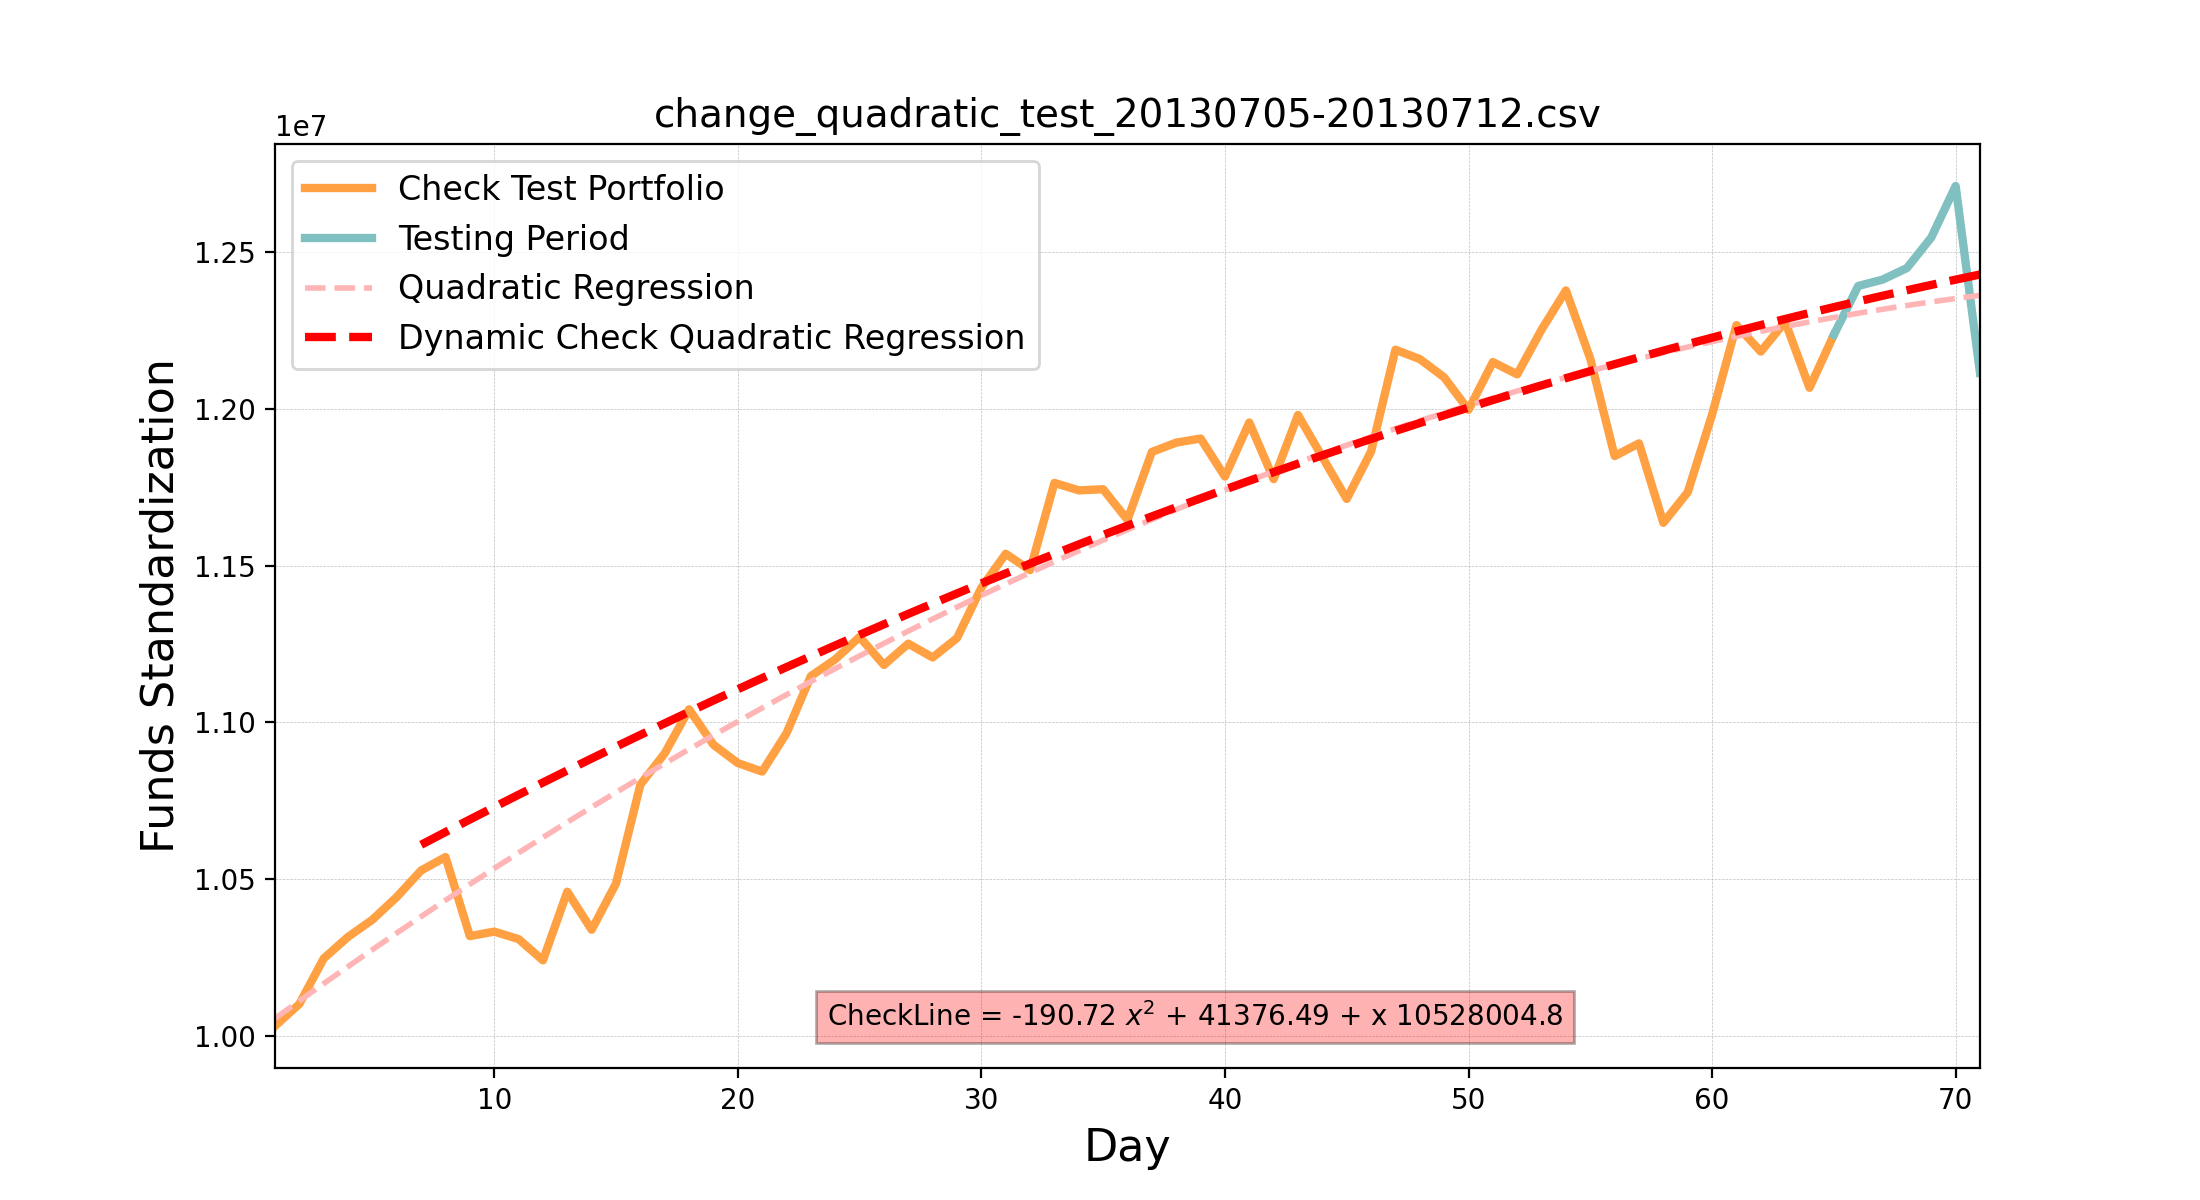 change_quadratic_test_20130705-20130712.csv
1e7
Check Test Portfolio
Testing Period
Quadratic Regression
Dynamic Check Quadratic Regression
1.25
1.20
1.15
1.10
1.05
1.00
Funds Standardization
CheckLine = -190.72 x² + 41376.49 + x 10528004.8
10 20 30 40 50 60 70
Day